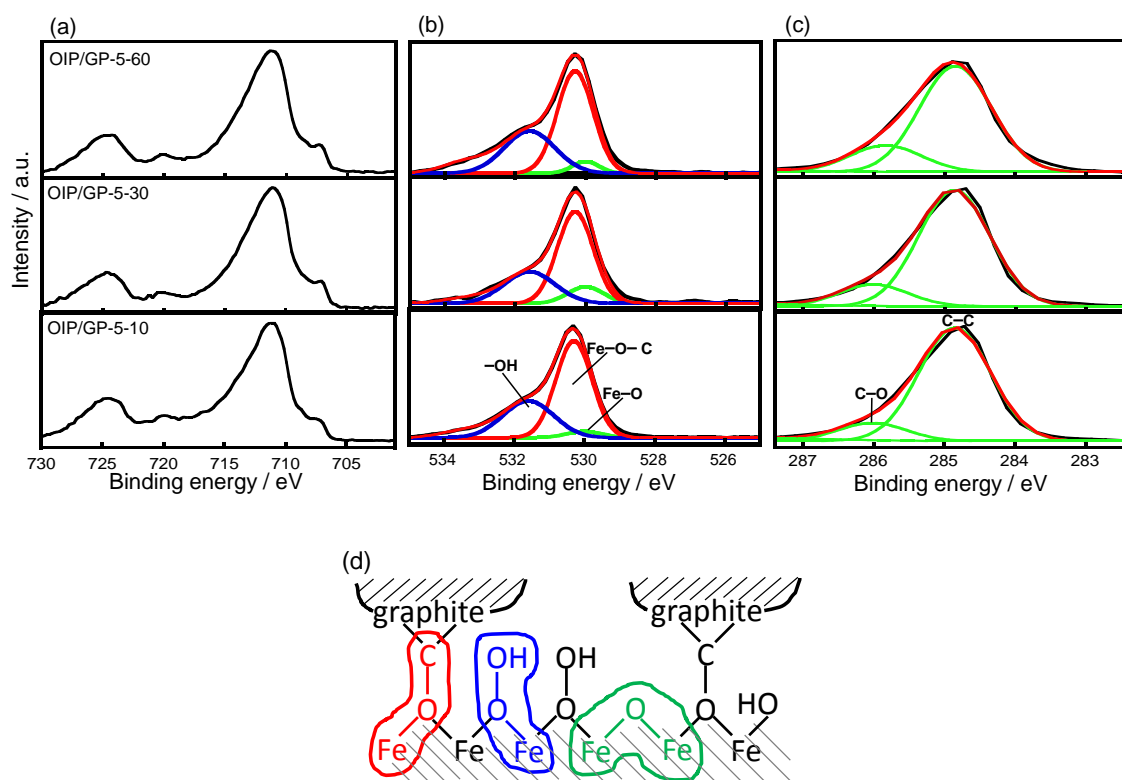 (a)
(b)
(c)
OIP/GP-5-60
OIP/GP-5-30
OIP/GP-5-10
Intensity / a.u.
Fe−O− C
−OH
Fe−O
C−C
C−O
730 725 720 715 710 705
534 532 530 528 526
287 286 285 284 283
Binding energy / eV
Binding energy / eV
Binding energy / eV
(d)
graphite graphite
C OH OH C
HO
O O O O O
Fe Fe Fe Fe Fe Fe